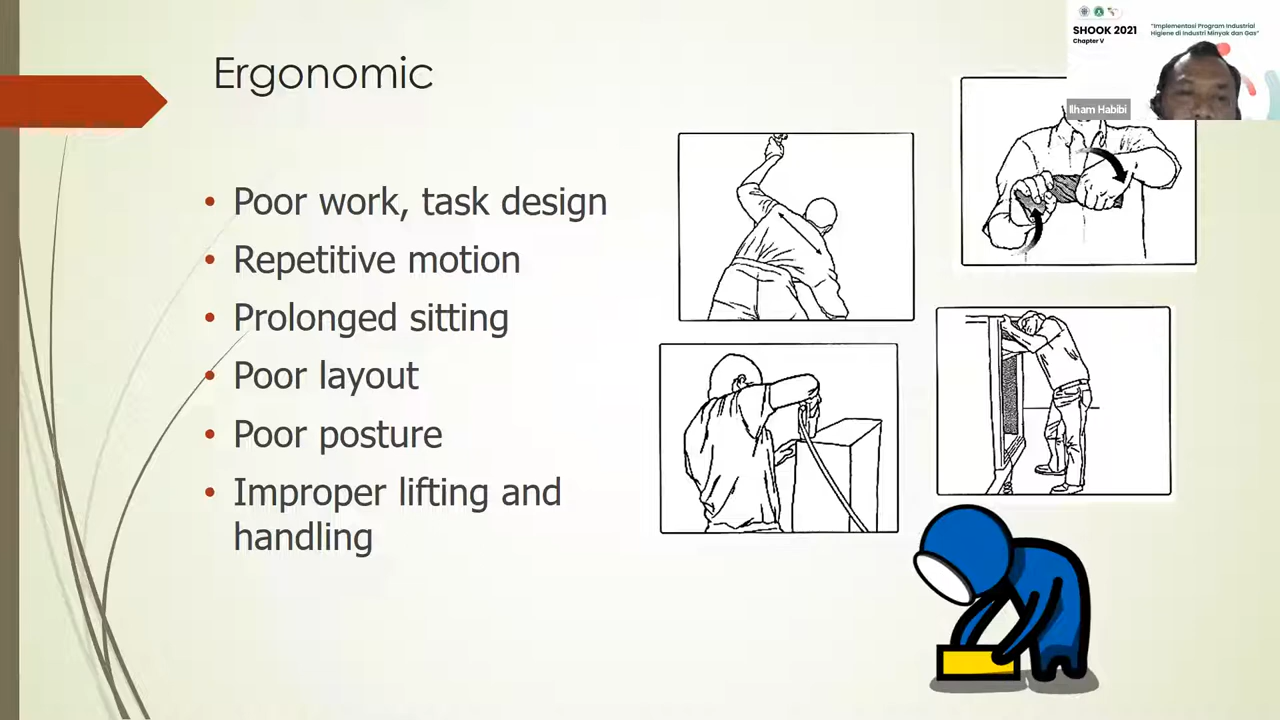 Ergonomic
• Poor work, task design
• Repetitive motion
• Prolonged sitting
• Poor layout
• Poor posture
• Improper lifting and
handling
SHOOK 2021
Chapter V
"Implementasi Program Industrial
Higiene di Industri Minyak dan Gas"
Ilham Habibi